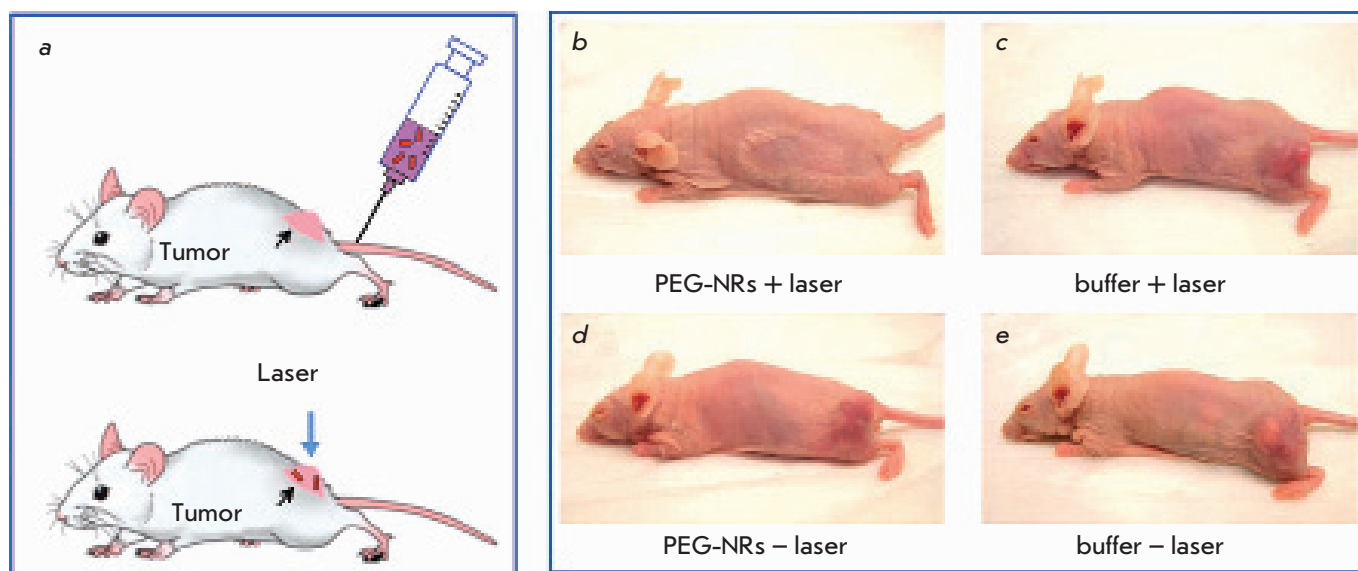 a
Tumor
Laser
Tumor
b
c
PEG-NRs + laser
buffer + laser
d
e
PEG-NRs – laser
buffer – laser